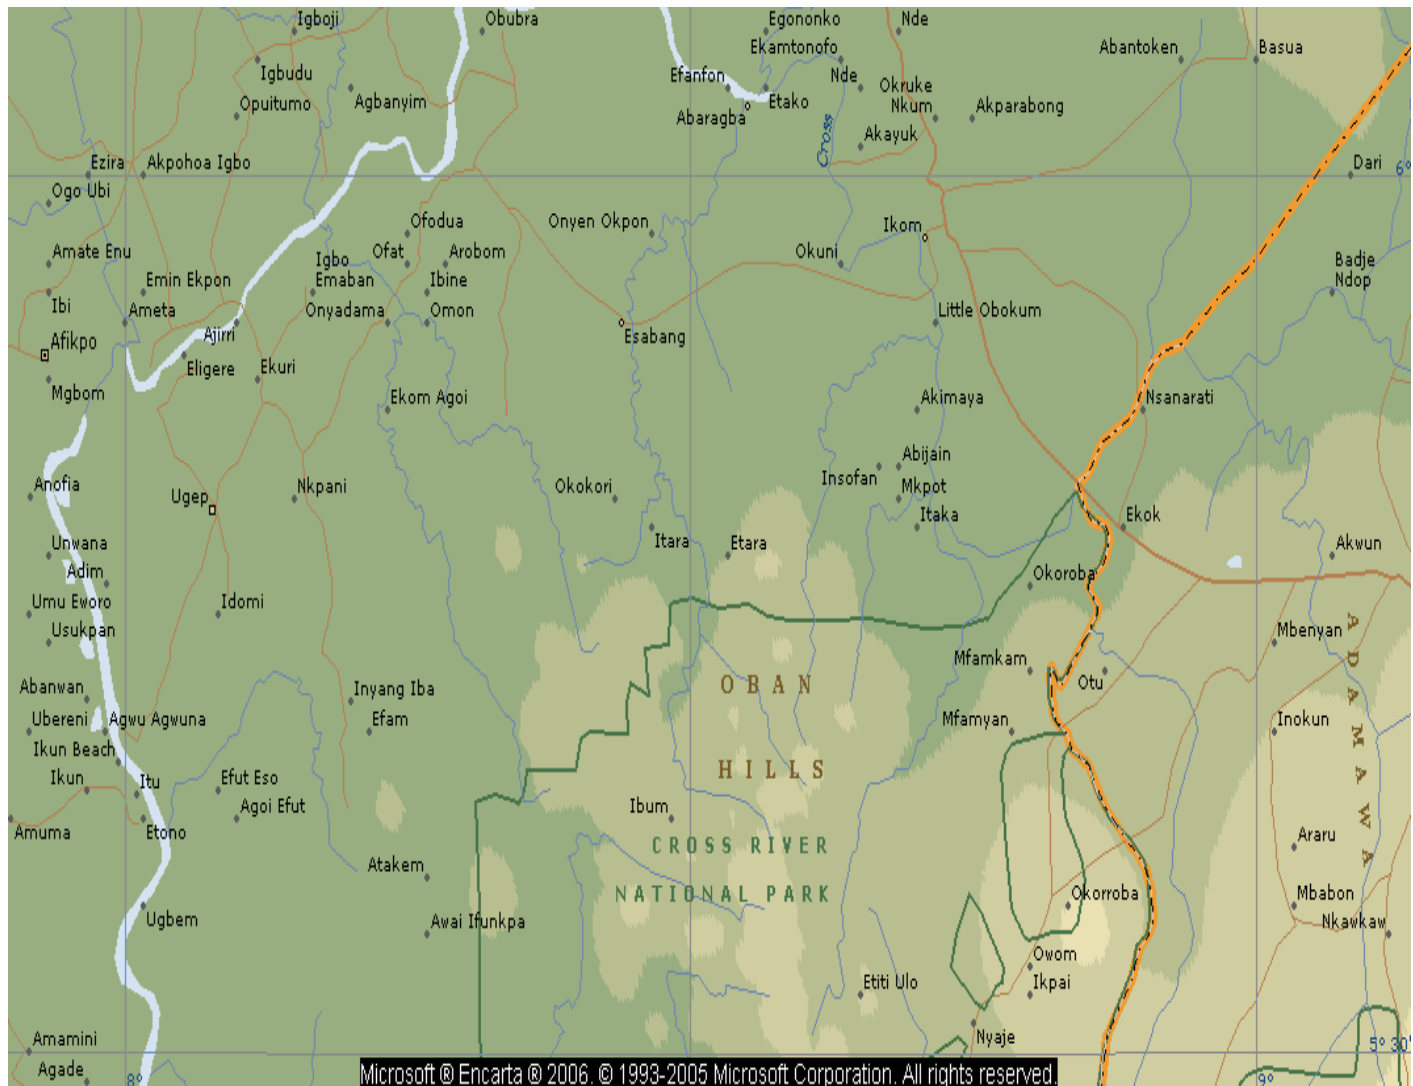 Igboji
Obubra
Egononko
Nde
Ekamtonofo
Abantoken
Basua
Igbudu
Efanfon
Nde
Okruke
Opuitumo
Agbanyim
Etako
Nkum
Akparabong
Abaragba
Cross
Akayuk
Ezira
Akpohoa Igbo
Dari
6°
Ogo Ubi
Ofodua
Onyen Okpon
Ikom
Amate Enu
Igbo
Emaban
Ofat
Arobom
Okuni
Badje
Ndop
Emin Ekpon
Ibine
Ibi
Ameta
Onyadama
Omon
Little Obokum
Afikpo
Ajirri
Esabang
Eligere
Ekuri
Mgbom
Ekom Agoi
Akimaya
Nsanarati
Abijain
Insofan
Anofia
Ugep
Nkpani
Okokori
Mkpot
Itaka
Ekok
Unwana
Itara
Etara
Akwun
Adim
Okoroba
Umu Eworo
Idomi
Usukpan
Mbenyan
ADAMAWA
Mfamkam
Otu
OBAN
HILLS
Abanwan
Inyang Iba
Ubereni
Agwu Agwuna
Efam
Mfamyan
Inokun
Ikun Beach
Ikun
Itu
Efut Eso
Agoi Efut
Ibum
Amuma
Etono
CROSS RIVER
NATIONAL PARK
Araru
Atakem
Okorroba
Mbabon
Ugbem
Awai Ifunkpa
Nkawkaw
Owom
Etiti Ulo
Ikpai
Nyaje
Amamini
5° 30'
Agade
8°
9°
Microsoft ® Encarta ® 2006. © 1993-2005 Microsoft Corporation. All rights reserved.